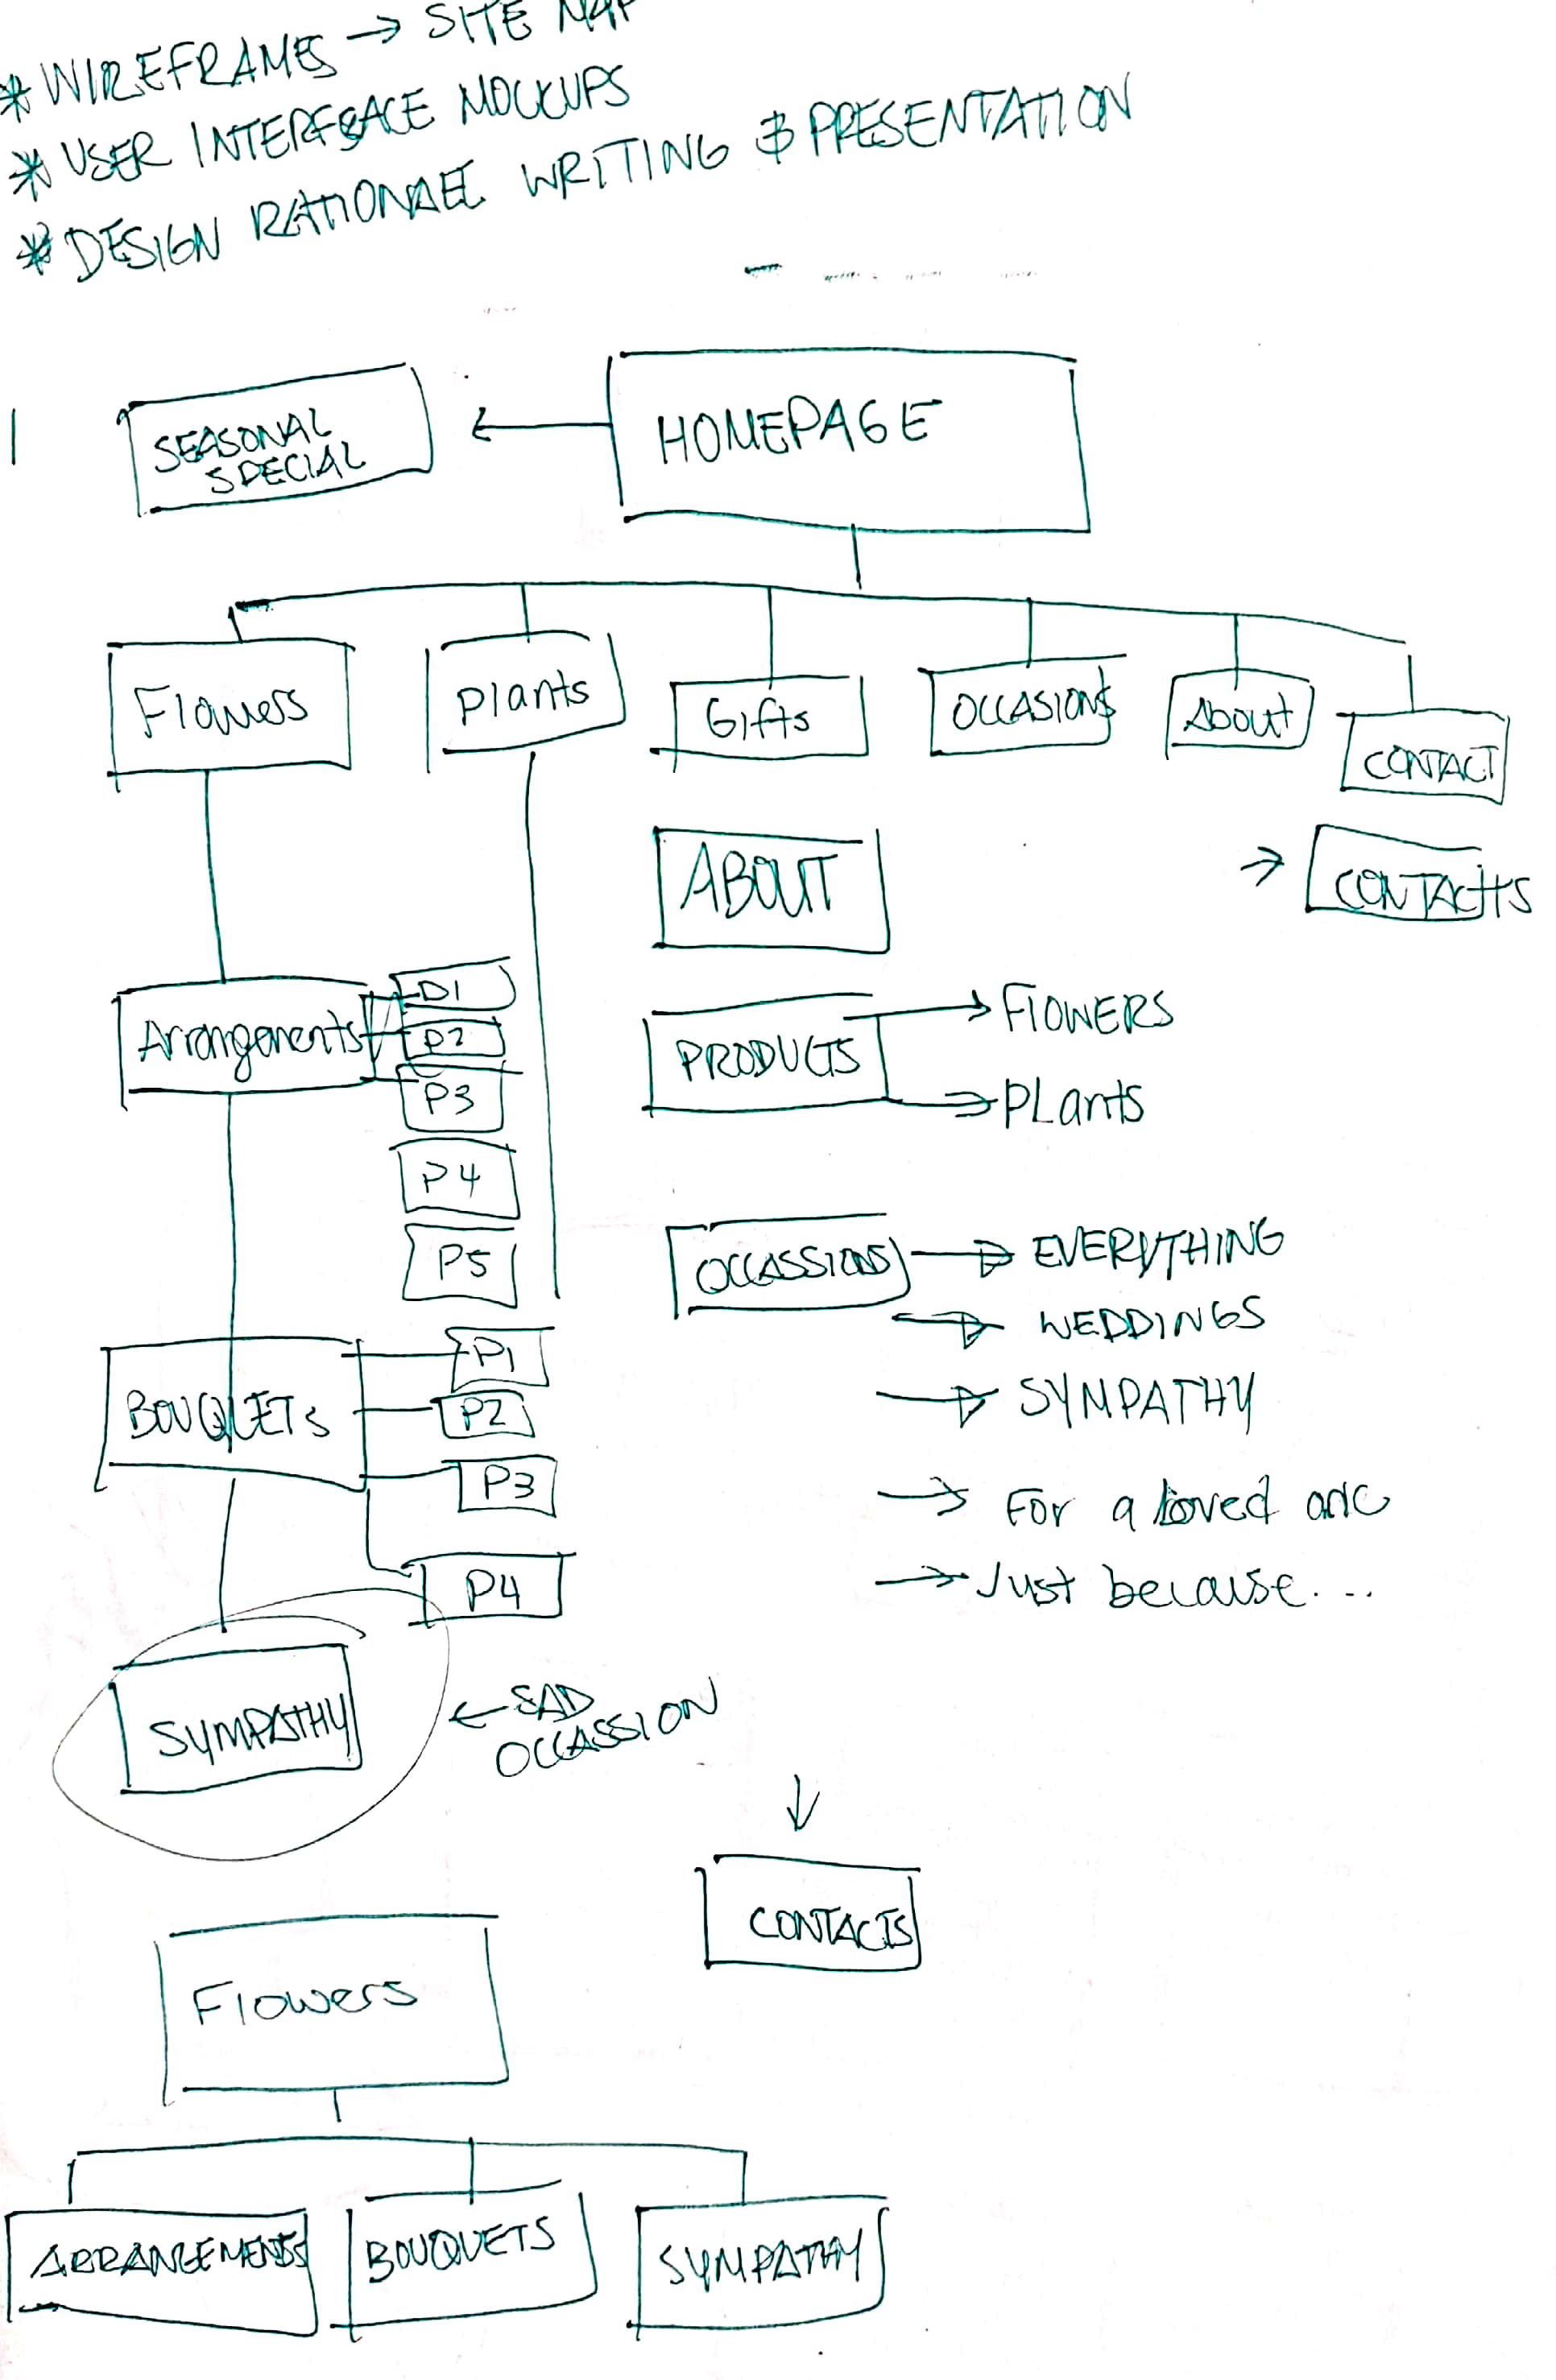 * WIREFRAMES → SITE MAP
* USER INTERFACE MOCKUPS
* DESIGN RATIONAEL WRITING & PRESENTATION
HOMEPAGE
SEASONAL
SPECIAL
Flowers
Plants
Gifts
OCCASIONS
ABOUT
CONTACT
ABOUT
→ CONTACTS
Arrangements
D1
P2
P3
P4
P5
PRODUCTS
→ FLOWERS
→ PLants
OCCASSIONS
→ EVERYTHING
→ WEDDINGS
→ SYMPATHY
→ For a loved one
→ Just because...
BOUQUETs
P1
P2
P3
P4
SYMPATHY
← SAD
OCCASSION
CONTACTS
Flowers
ARRANGEMENTS
BOUQUETS
SYMPATHY